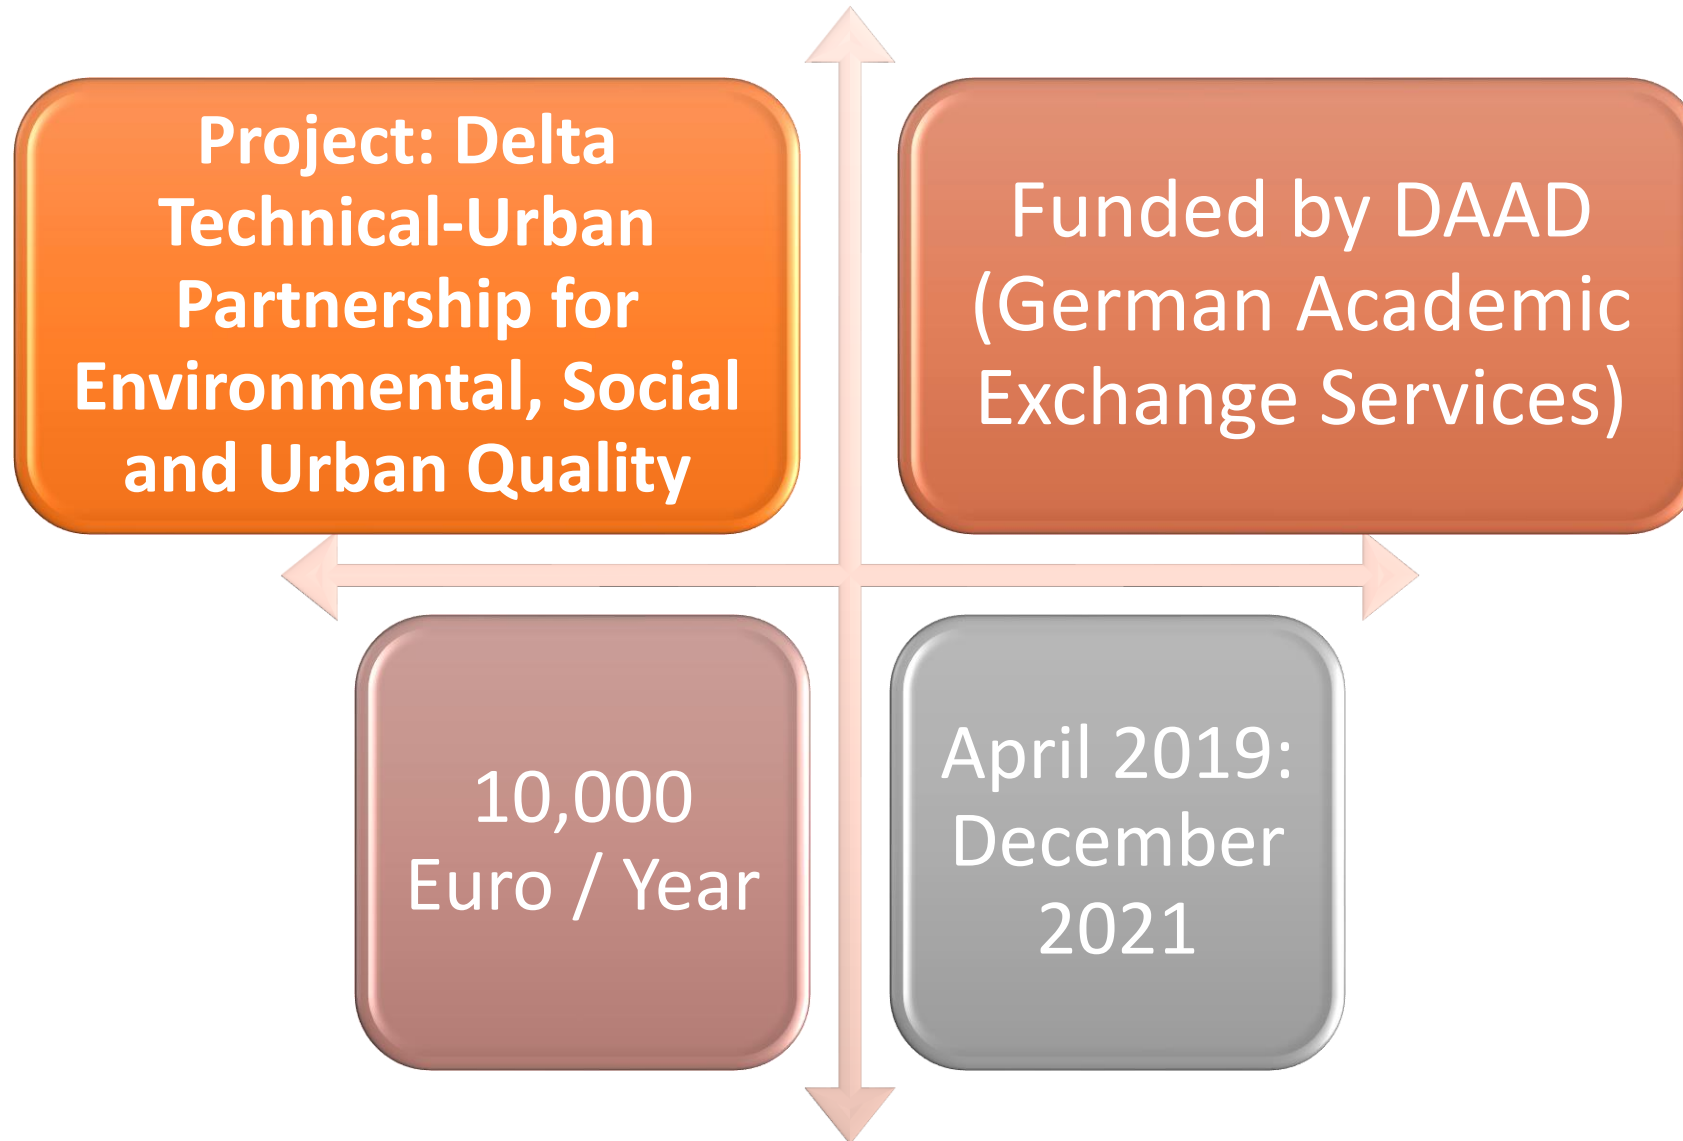 Project: Delta
Technical-Urban
Partnership for
Environmental, Social
and Urban Quality
Funded by DAAD
(German Academic
Exchange Services)
10,000
Euro / Year
April 2019:
December
2021